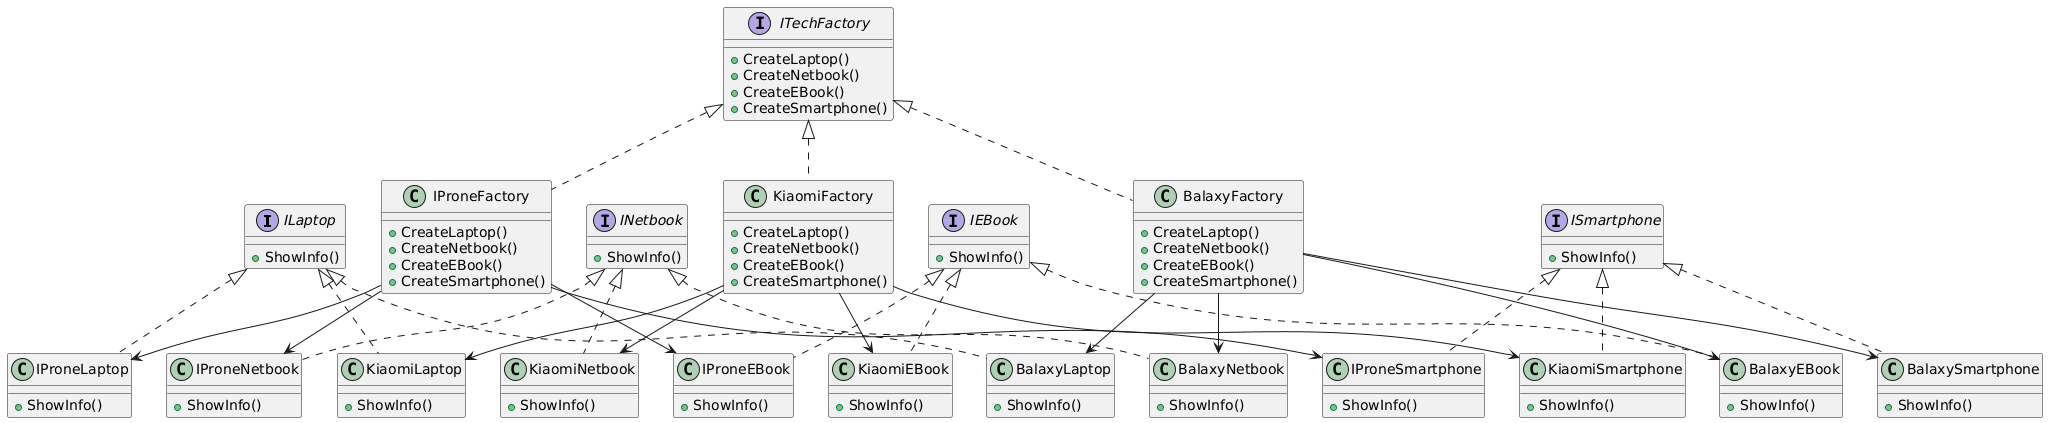 I ITechFactory
CreateLaptop()
CreateNetbook()
CreateEBook()
CreateSmartphone()
C IProneFactory
CreateLaptop()
CreateNetbook()
CreateEBook()
CreateSmartphone()
C KiaomiFactory
CreateLaptop()
CreateNetbook()
CreateEBook()
CreateSmartphone()
C BalaxyFactory
CreateLaptop()
CreateNetbook()
CreateEBook()
CreateSmartphone()
I ILaptop
ShowInfo()
I INetbook
ShowInfo()
I IEBook
ShowInfo()
I ISmartphone
ShowInfo()
C IProneLaptop
ShowInfo()
C IProneNetbook
ShowInfo()
C KiaomiLaptop
ShowInfo()
C KiaomiNetbook
ShowInfo()
C IProneEBook
ShowInfo()
C KiaomiEBook
ShowInfo()
C BalaxyLaptop
ShowInfo()
C BalaxyNetbook
ShowInfo()
C IProneSmartphone
ShowInfo()
C KiaomiSmartphone
ShowInfo()
C BalaxyEBook
ShowInfo()
C BalaxySmartphone
ShowInfo()